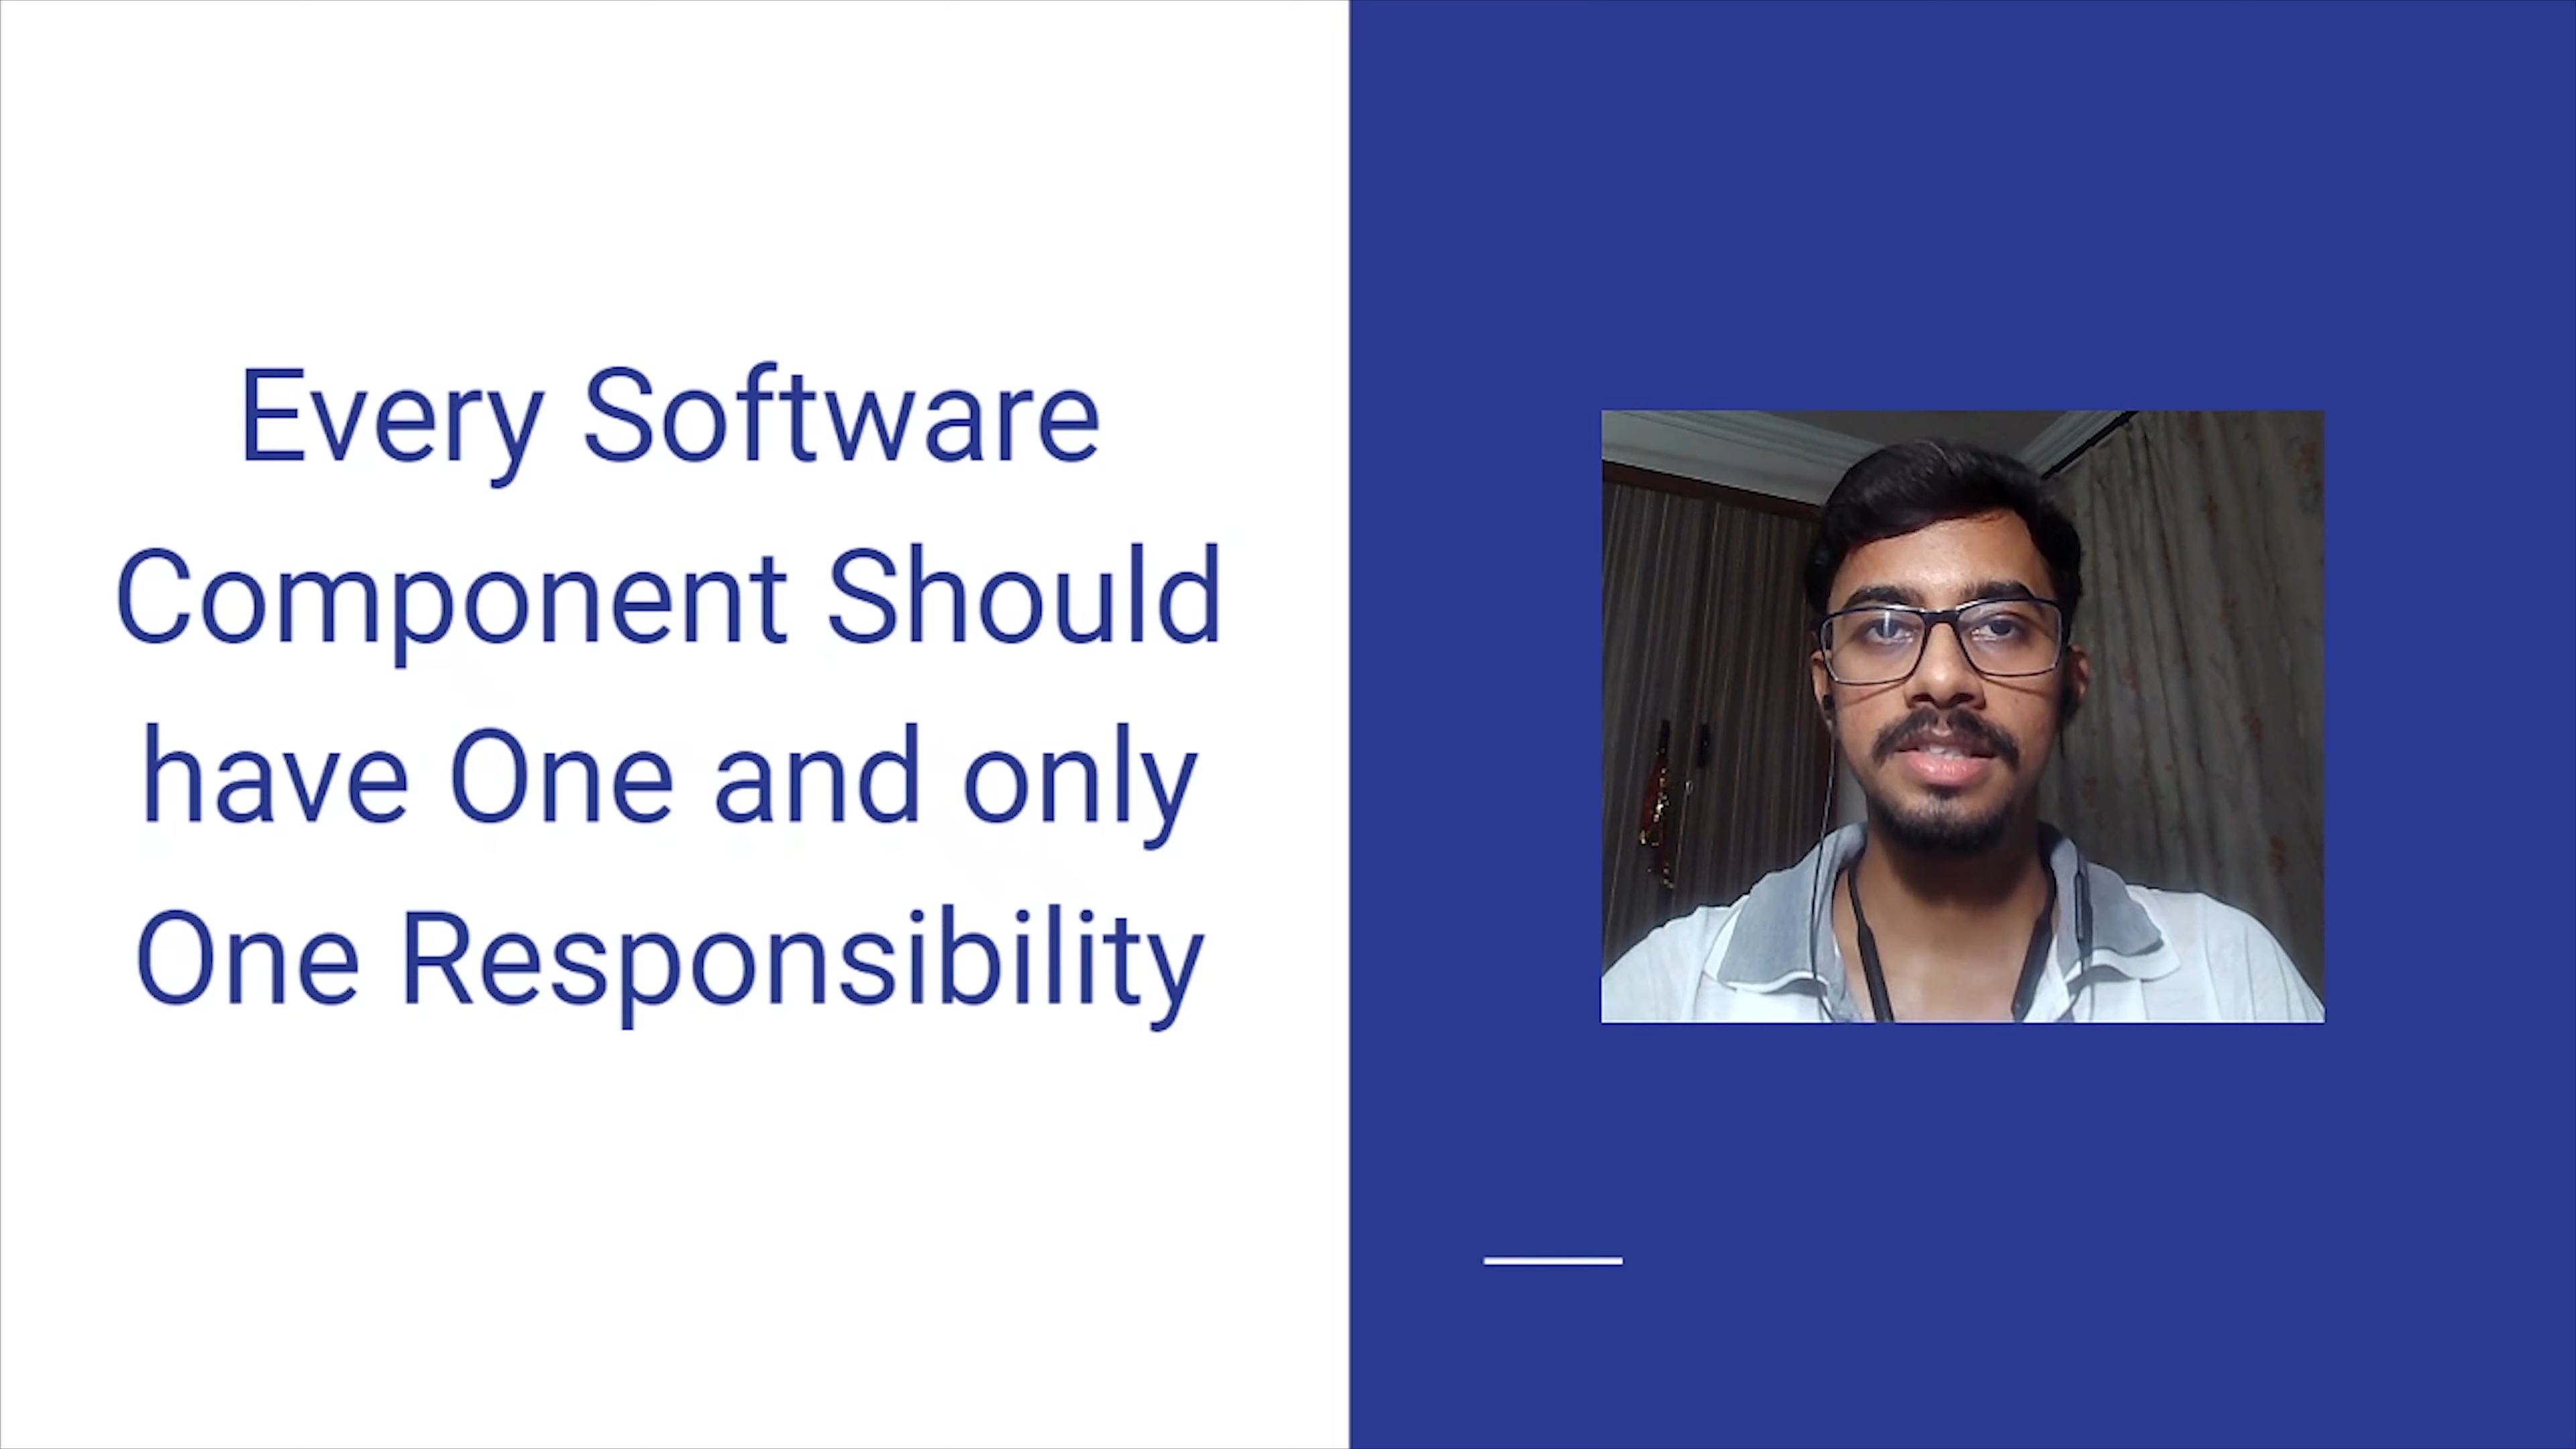 Every Software
Component Should
have One and only
One Responsibility